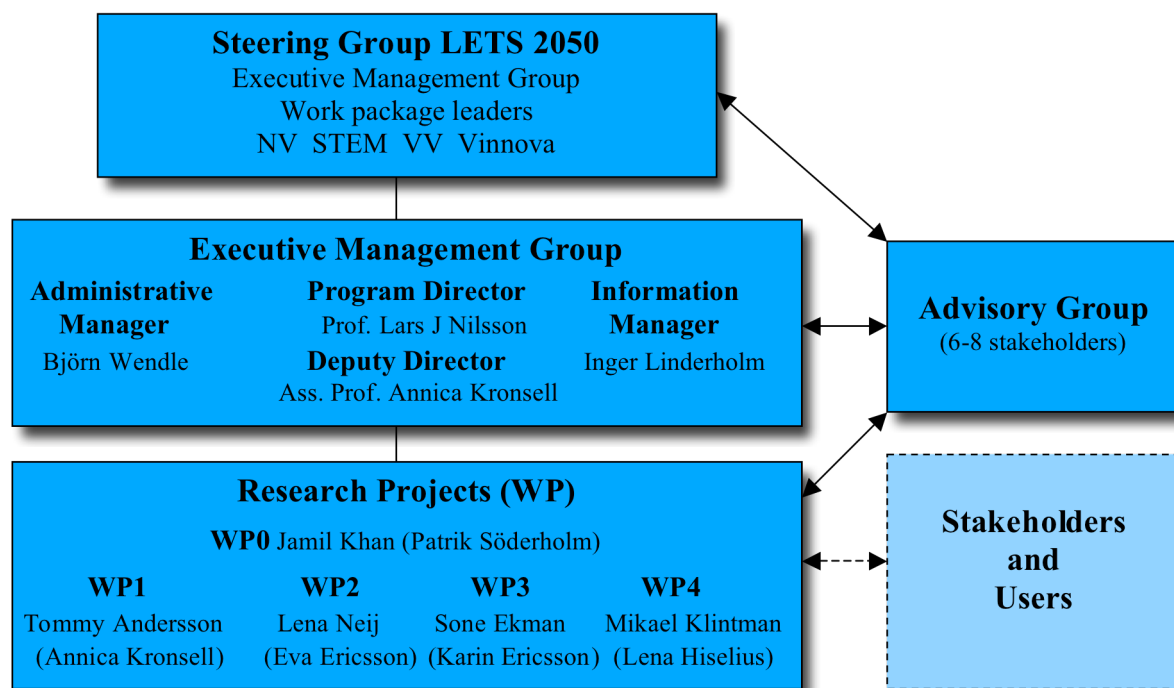 Steering Group LETS 2050
Executive Management Group
Work package leaders
NV STEM VV Vinnova
Executive Management Group
Administrative
Manager
Björn Wendle
Program Director
Prof. Lars J Nilsson
Deputy Director
Ass. Prof. Annica Kronsell
Information
Manager
Inger Linderholm
Advisory Group
(6-8 stakeholders)
Research Projects (WP)
WP0 Jamil Khan (Patrik Söderholm)
WP1
Tommy Andersson
(Annica Kronsell)
WP2
Lena Neij
(Eva Ericsson)
WP3
Sone Ekman
(Karin Ericsson)
WP4
Mikael Klintman
(Lena Hiselius)
Stakeholders
and
Users